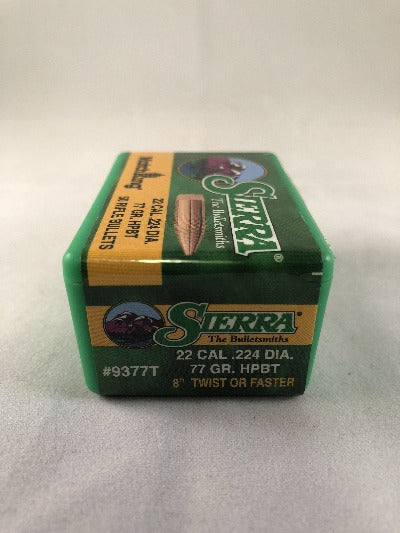 MatchKing
22 CAL .224 DIA.
77 GR. HPBT
50 RIFLE BULLETS
SIERRA®
The Bulletsmiths
SIERRA®
The Bulletsmiths
22 CAL .224 DIA.
#9377T
77 GR. HPBT
8" TWIST OR FASTER